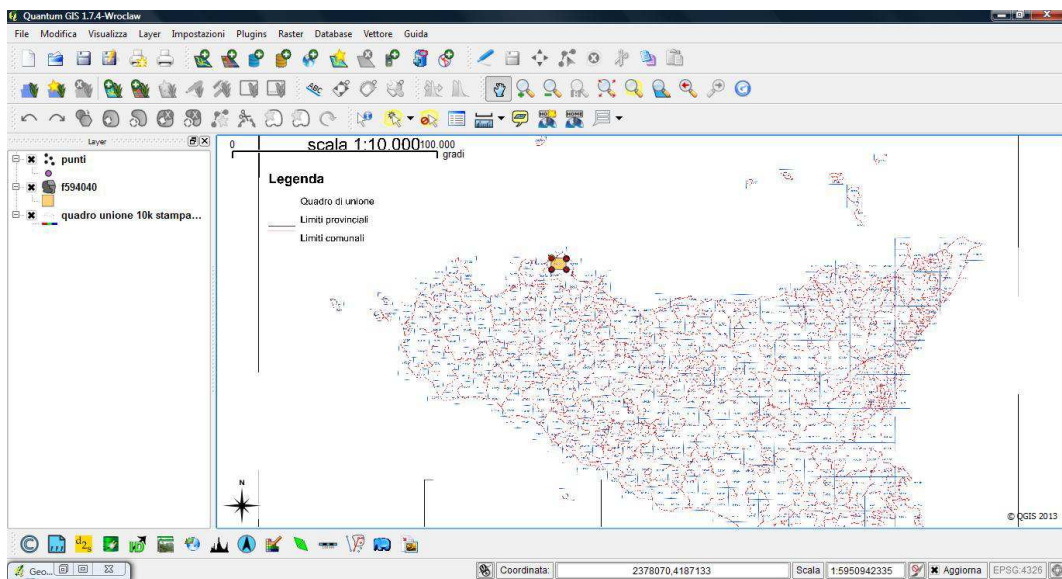 Quantum GIS 1.7.4-Wroclaw
File Modifica Visualizza Layer Impostazioni Plugins Raster Database Vettore Guida
ABC
Layer
punti
f594040
quadro unione 10k stampa...
0 scala 1:10.000 100.000
gradi
Legenda
Quadro di unione
Limiti provinciali
Limiti comunali
N
© QGIS 2013
Geo...
Coordinata: 2378070,4187133 Scala 1:5950942335 Aggiorna EPSG:4326